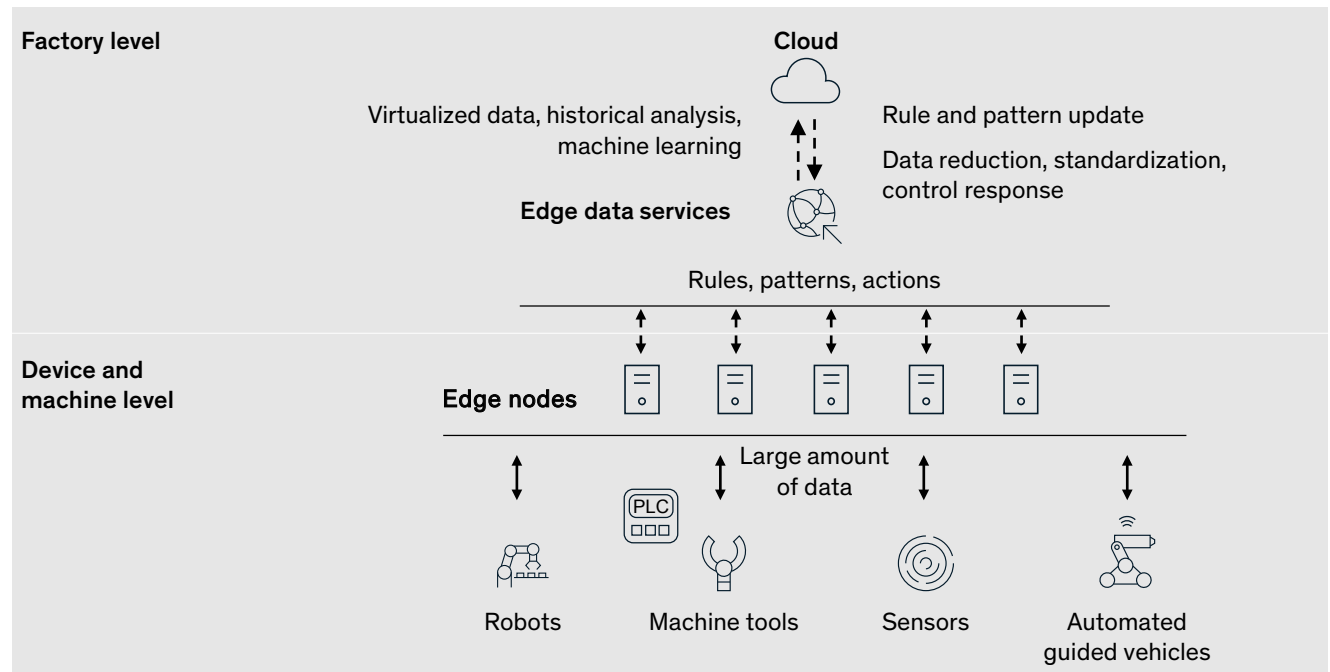 Factory level
Cloud
Virtualized data, historical analysis,
machine learning
Rule and pattern update
Data reduction, standardization,
control response
Edge data services
Rules, patterns, actions
Device and
machine level
Edge nodes
Large amount
of data
PLC
Robots
Machine tools
Sensors
Automated
guided vehicles